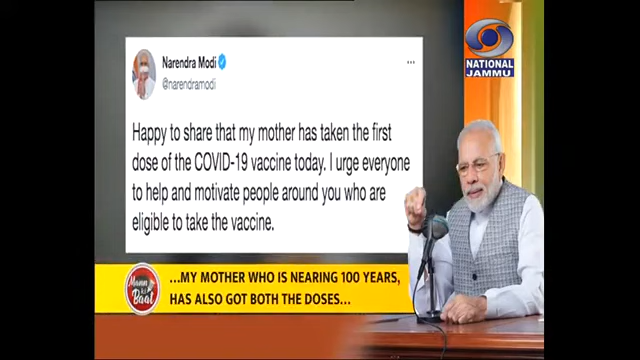 Narendra Modi
@narendramodi
Happy to share that my mother has taken the first
dose of the COVID-19 vaccine today. I urge everyone
to help and motivate people around you who are
eligible to take the vaccine.
NATIONAL
JAMMU
Mann
Ki
Baat
...MY MOTHER WHO IS NEARING 100 YEARS,
HAS ALSO GOT BOTH THE DOSES...